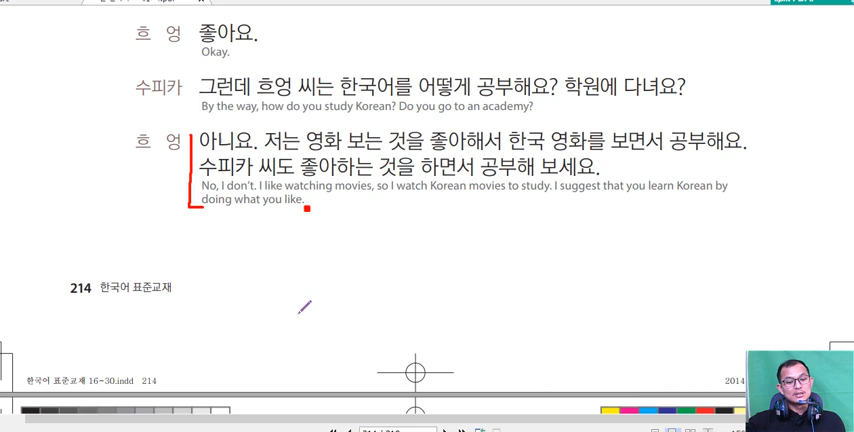 흐 엉 좋아요.
Okay.
수피카 그런데 흐엉 씨는 한국어를 어떻게 공부해요? 학원에 다녀요?
By the way, how do you study Korean? Do you go to an academy?
흐 엉 아니요. 저는 영화 보는 것을 좋아해서 한국 영화를 보면서 공부해요.
수피카 씨도 좋아하는 것을 하면서 공부해 보세요.
No, I don't. I like watching movies, so I watch Korean movies to study. I suggest that you learn Korean by
doing what you like.
214 한국어 표준교재
한국어 표준교재 16~30.indd 214
2014